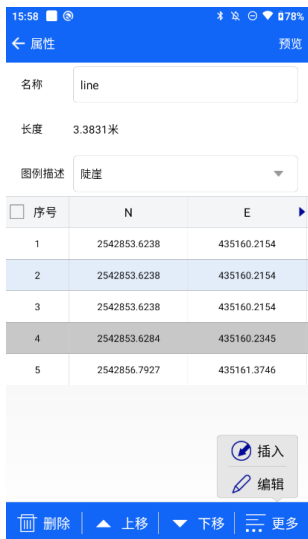 15:58 78%
属性 预览
名称 line
长度 3.3831米
图例描述 陡崖
序号 N E
1 2542853.6238 435160.2154
2 2542853.6238 435160.2154
3 2542853.6238 435160.2154
4 2542853.6284 435160.2345
5 2542856.7927 435161.3746
插入
编辑
删除 上移 下移 更多